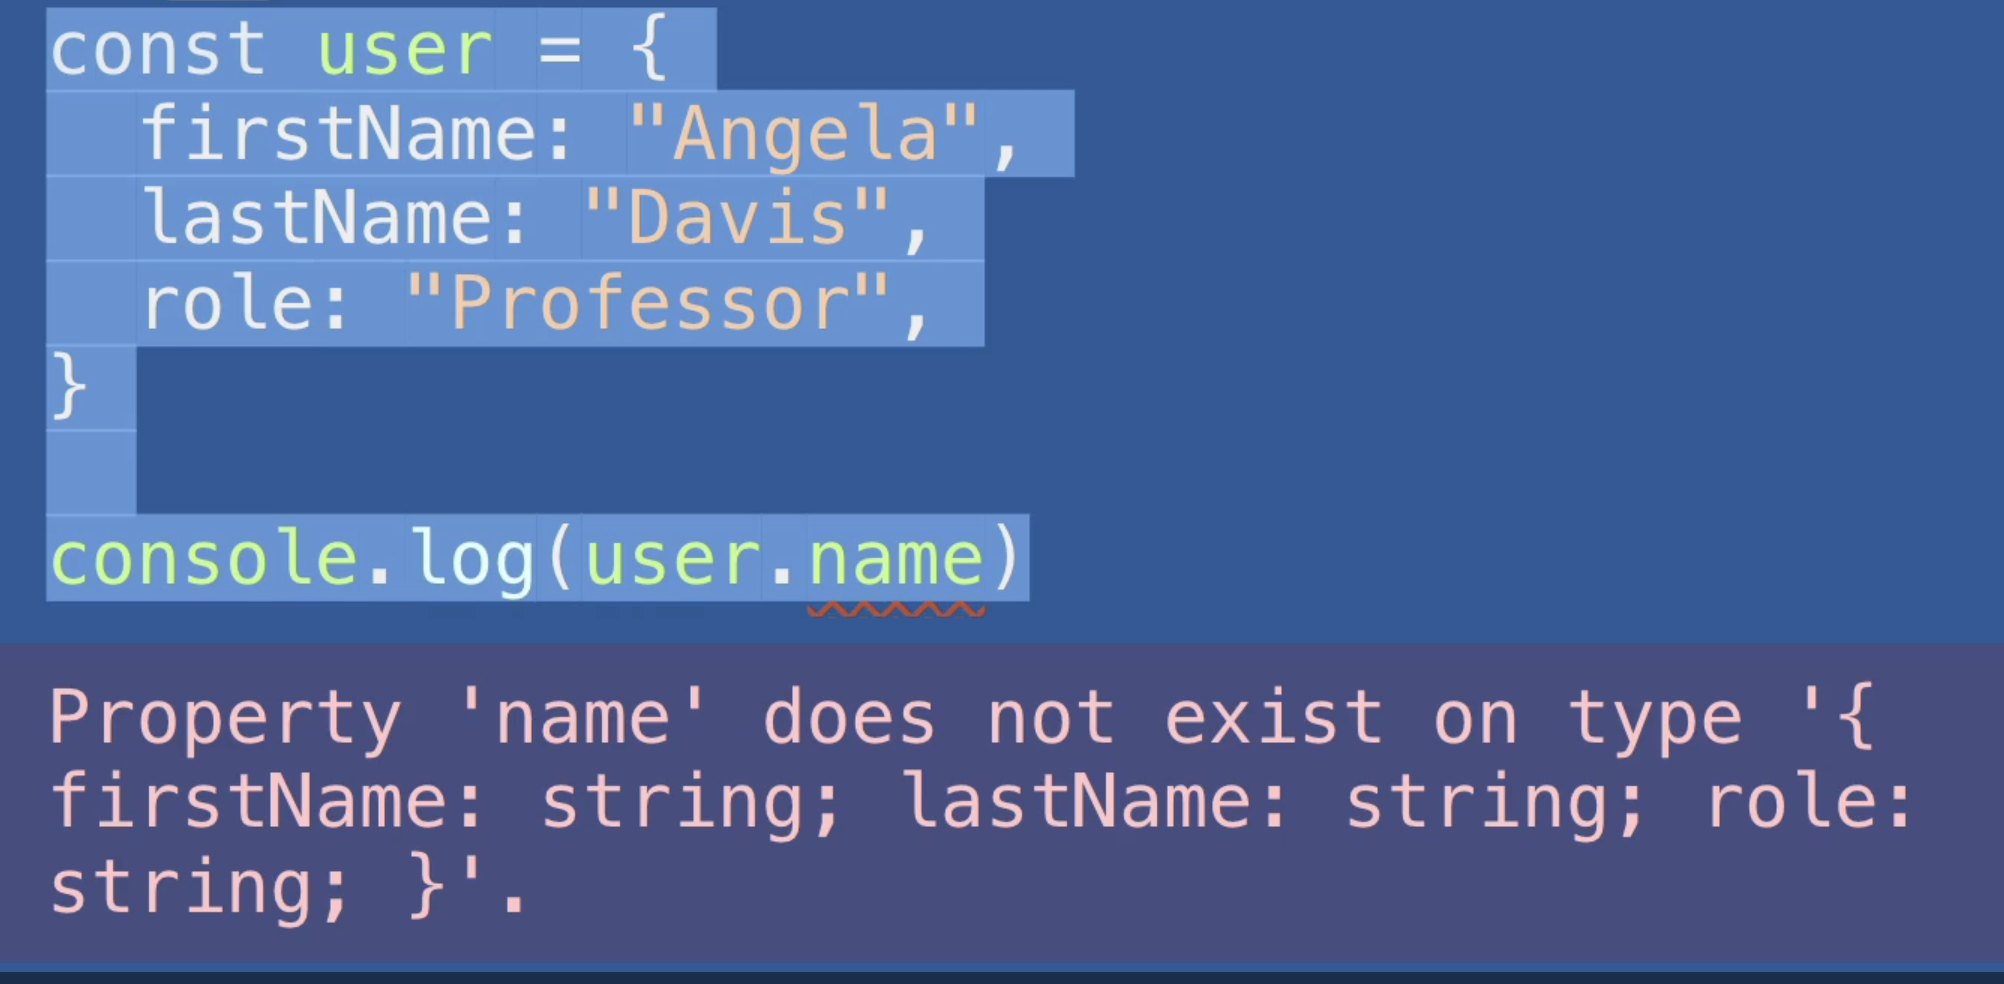 const user = {
  firstName: "Angela",
  lastName: "Davis",
  role: "Professor",
}

console.log(user.name)
Property 'name' does not exist on type '{
firstName: string; lastName: string; role:
string; }'.